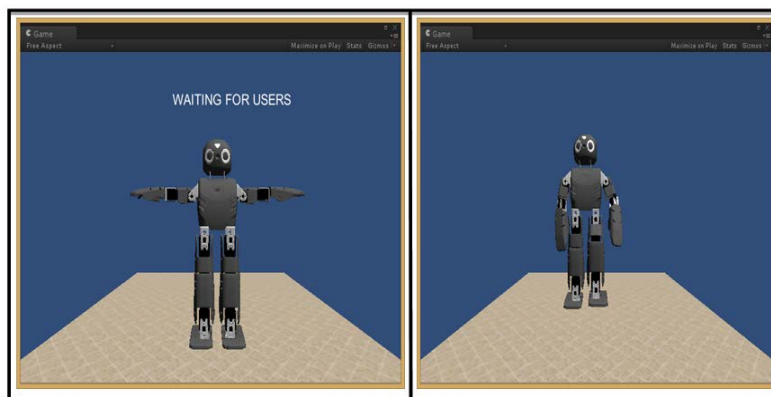 Game
Free Aspect
Maximize on Play Stats Gizmos
WAITING FOR USERS
Game
Free Aspect
Maximize on Play Stats Gizmos